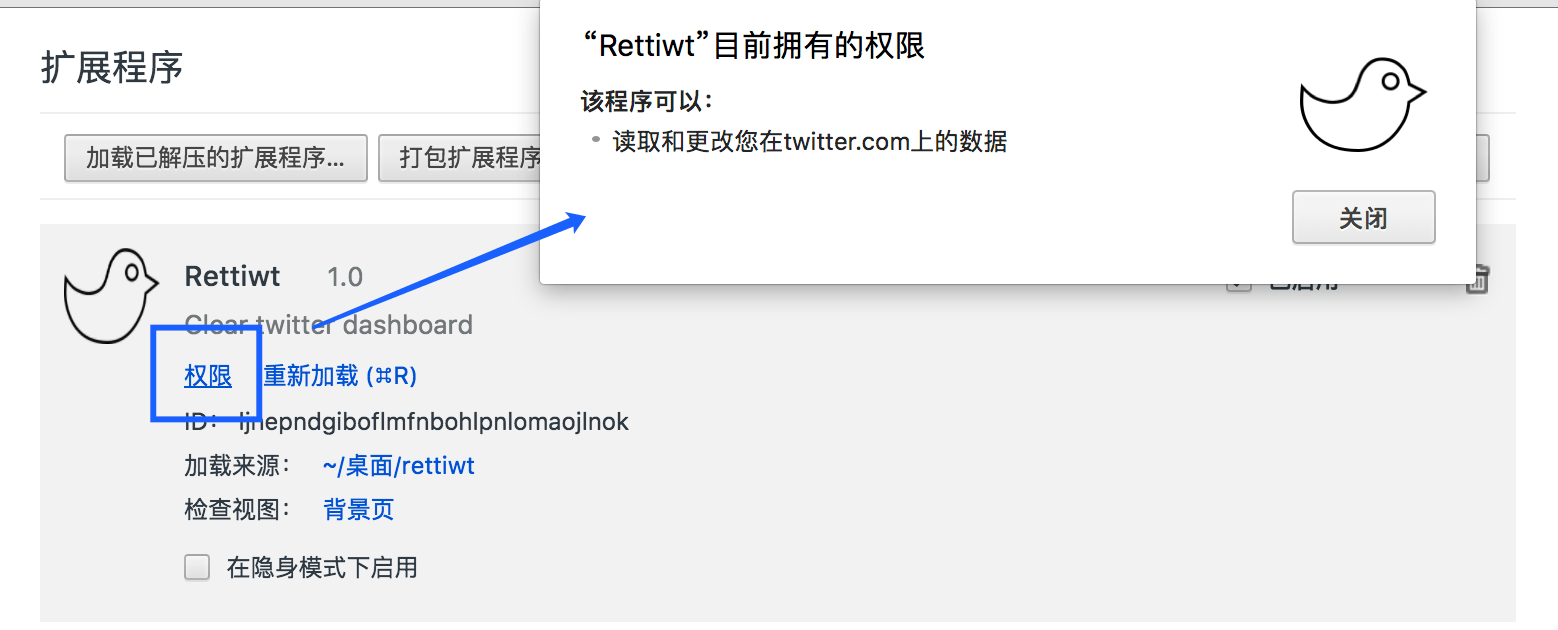 扩展程序
加载已解压的扩展程序...
打包扩展程序
“Rettiwt”目前拥有的权限
该程序可以：
• 读取和更改您在twitter.com上的数据
关闭
Rettiwt 1.0
已启用
Clear twitter dashboard
权限 重新加载 (⌘R)
ID： ljnepndgiboflmfnbohlpnlomaojlnok
加载来源： ~/桌面/rettiwt
检查视图： 背景页
在隐身模式下启用